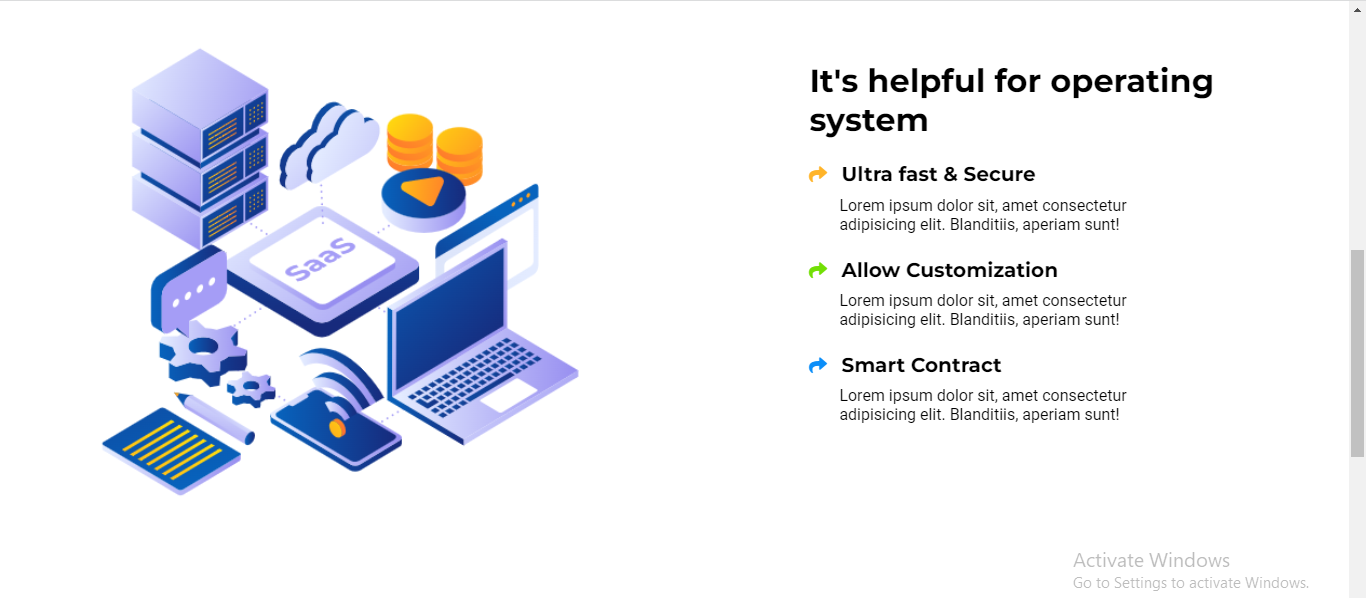 SaaS
It's helpful for operating
system
Ultra fast & Secure
Lorem ipsum dolor sit, amet consectetur
adipisicing elit. Blanditiis, aperiam sunt!
Allow Customization
Lorem ipsum dolor sit, amet consectetur
adipisicing elit. Blanditiis, aperiam sunt!
Smart Contract
Lorem ipsum dolor sit, amet consectetur
adipisicing elit. Blanditiis, aperiam sunt!
Activate Windows
Go to Settings to activate Windows.